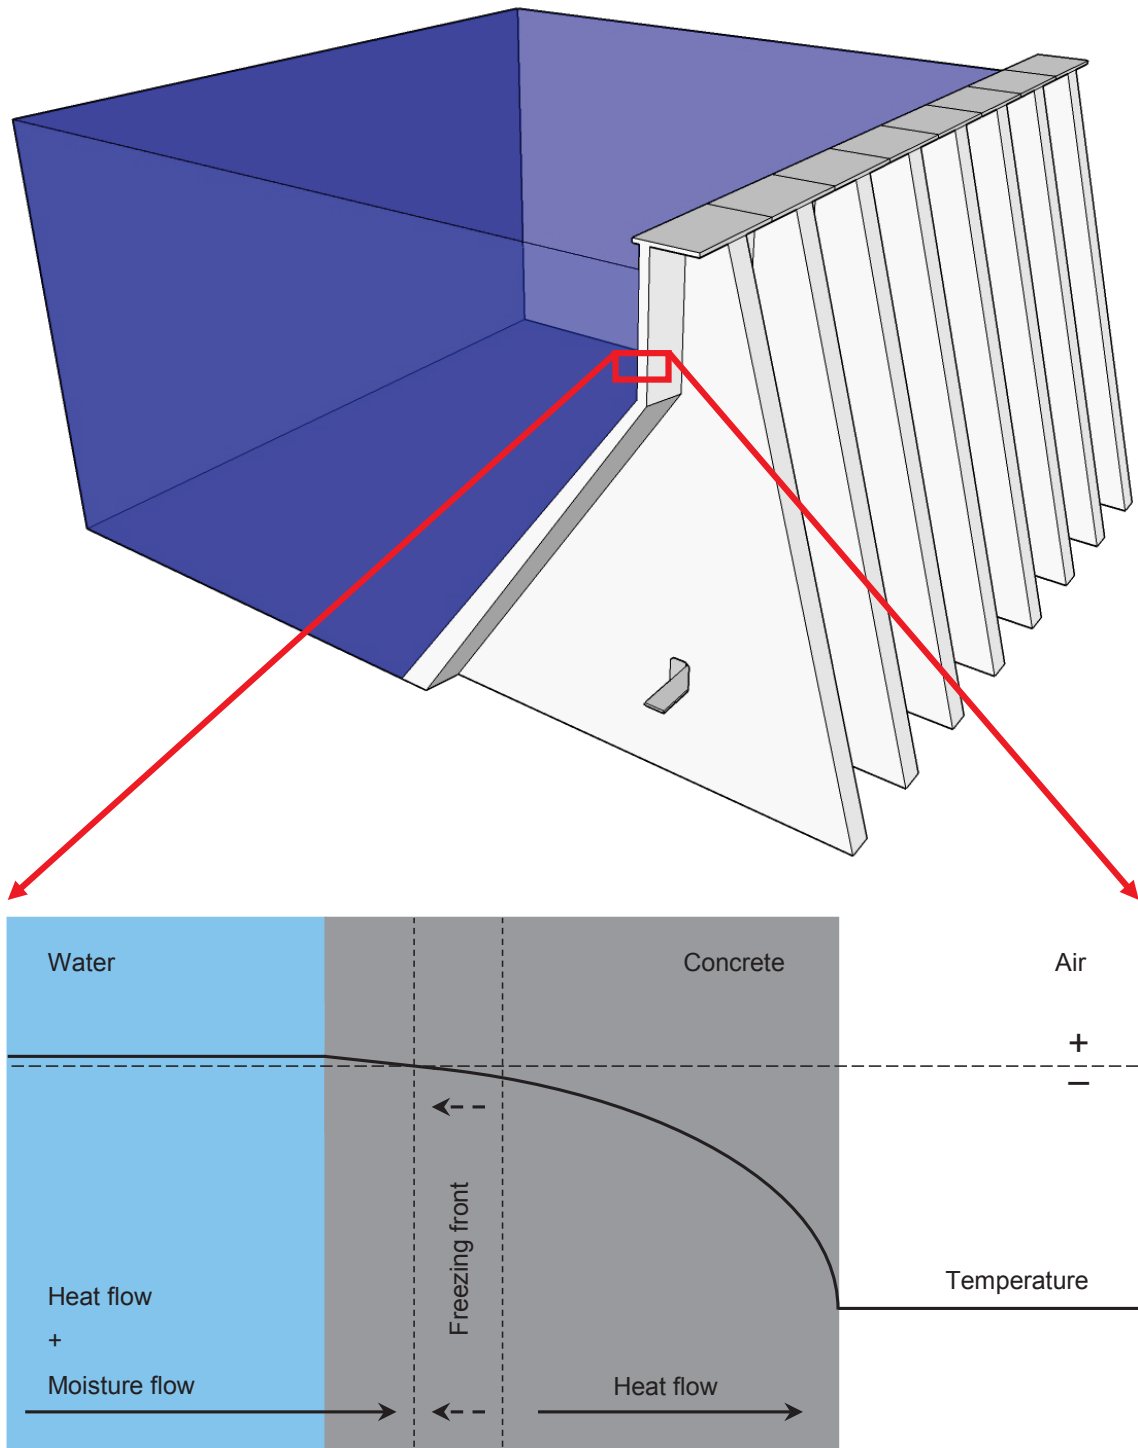 Water
Concrete
Air
+
–
Freezing front
Temperature
Heat flow
+
Moisture flow
Heat flow